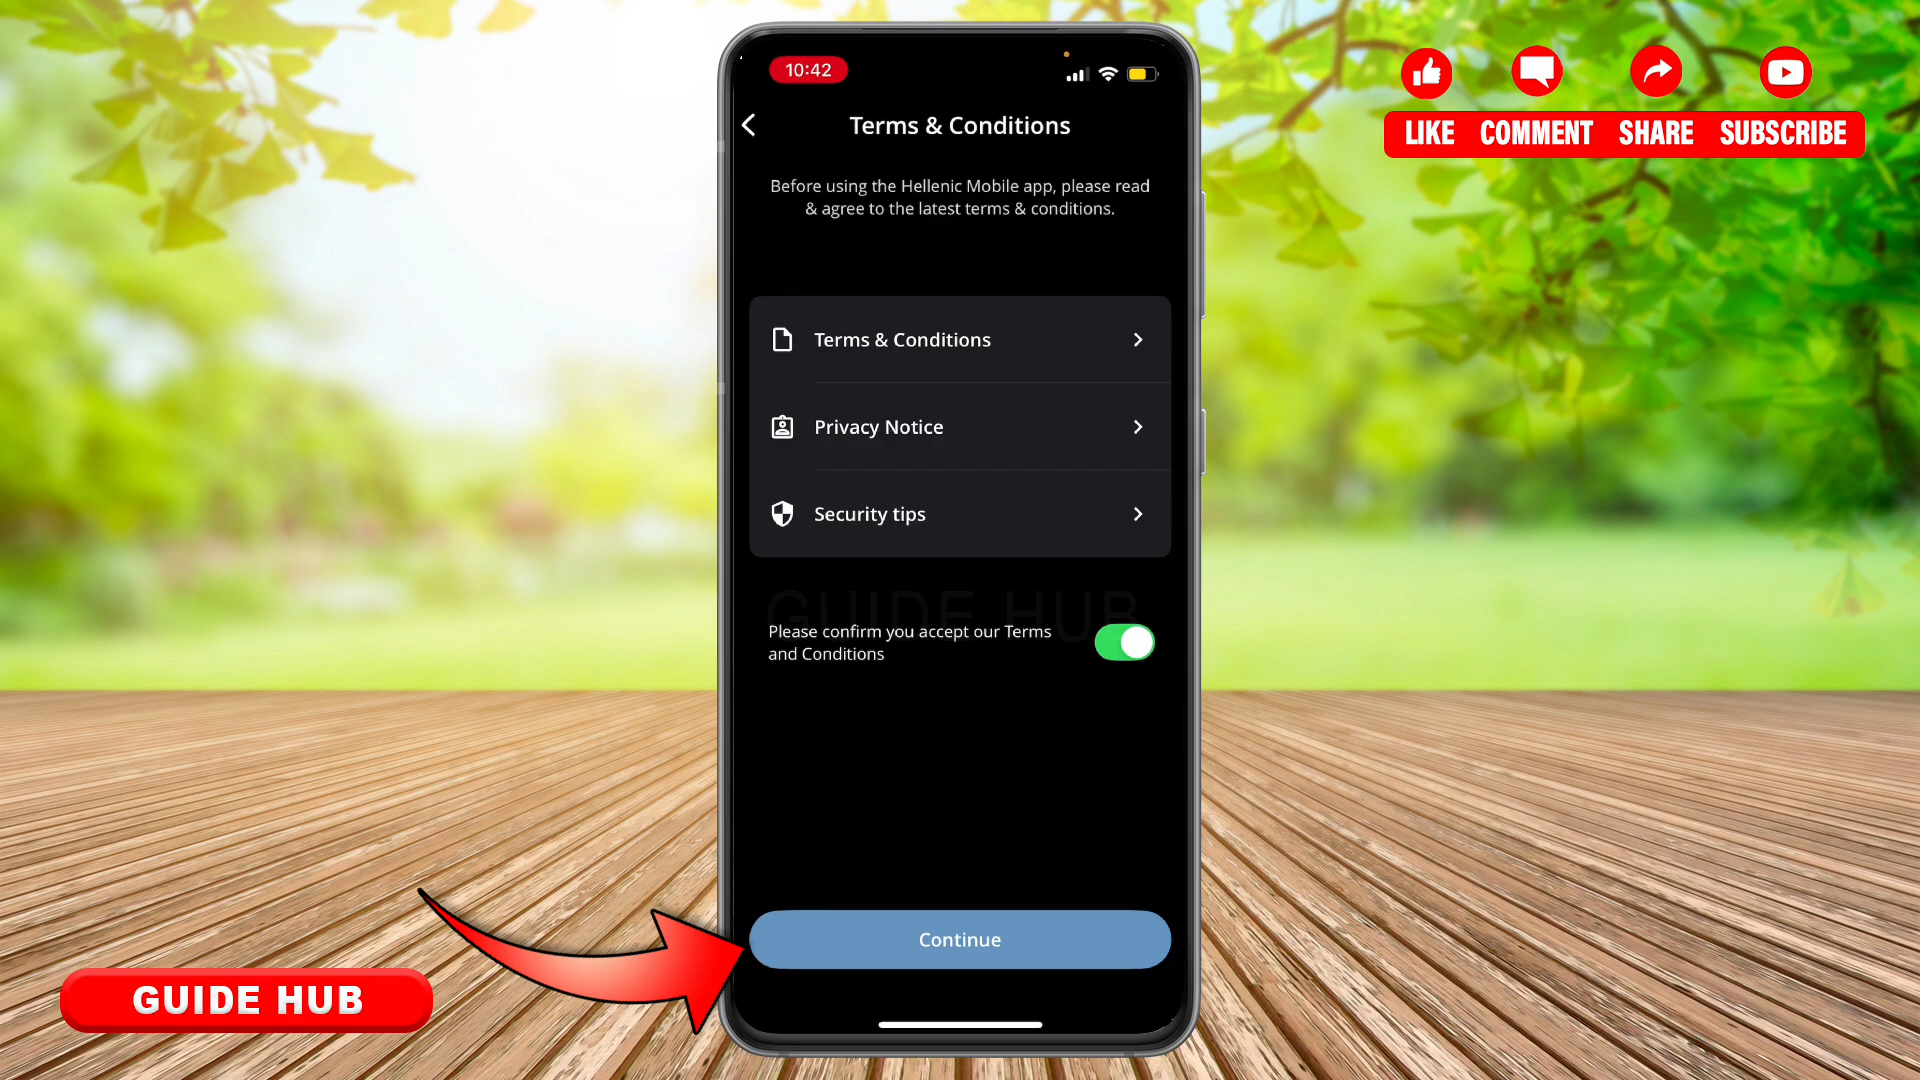 10:42
Terms & Conditions
Before using the Hellenic Mobile app, please read
& agree to the latest terms & conditions.
Terms & Conditions
Privacy Notice
Security tips
GUIDE HUB
Please confirm you accept our Terms
and Conditions
Continue
LIKE COMMENT SHARE SUBSCRIBE
GUIDE HUB